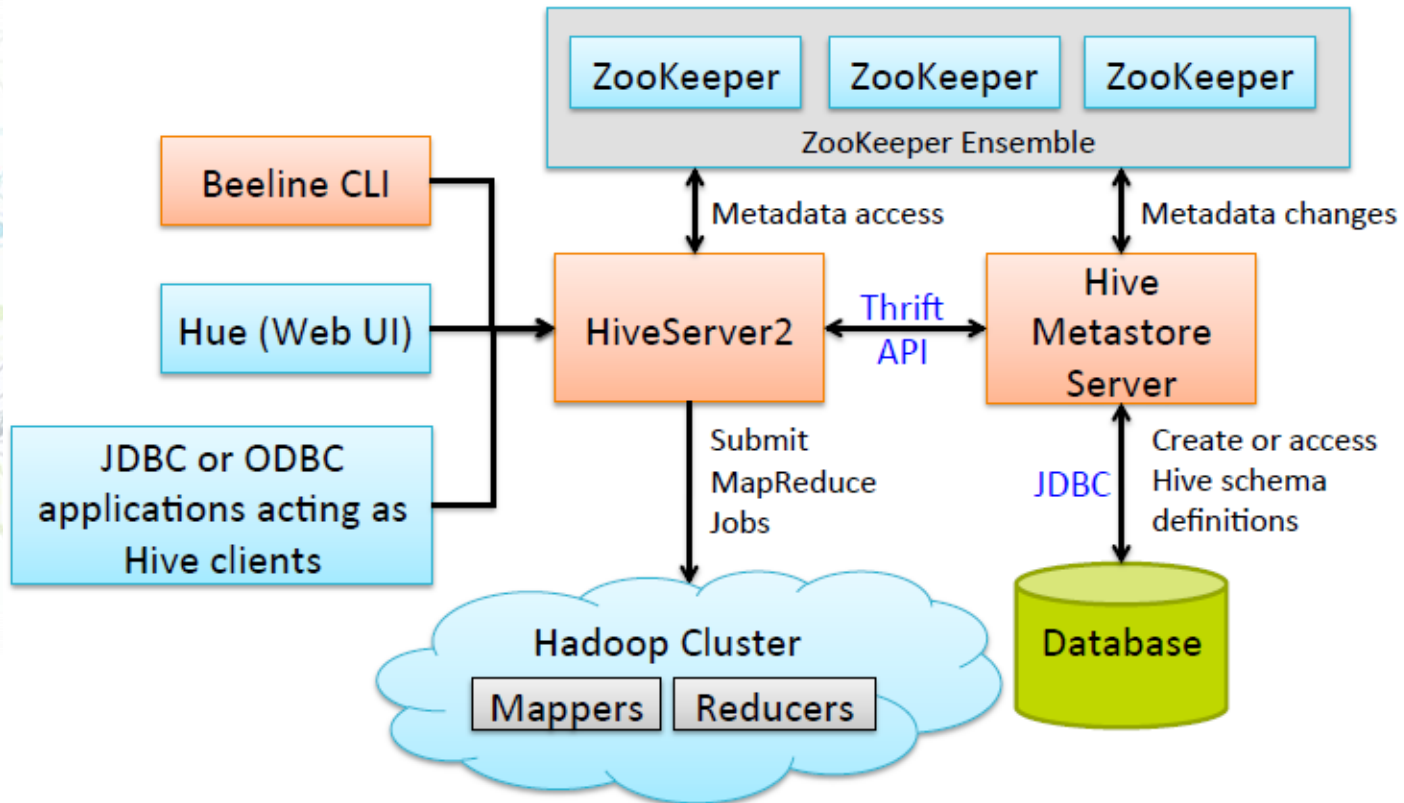 ZooKeeper
ZooKeeper
ZooKeeper
ZooKeeper Ensemble
Beeline CLI
Metadata access
Metadata changes
Hue (Web UI)
HiveServer2
Thrift
API
Hive
Metastore
Server
JDBC or ODBC
applications acting as
Hive clients
Submit
MapReduce
Jobs
JDBC
Create or access
Hive schema
definitions
Hadoop Cluster
Mappers
Reducers
Database